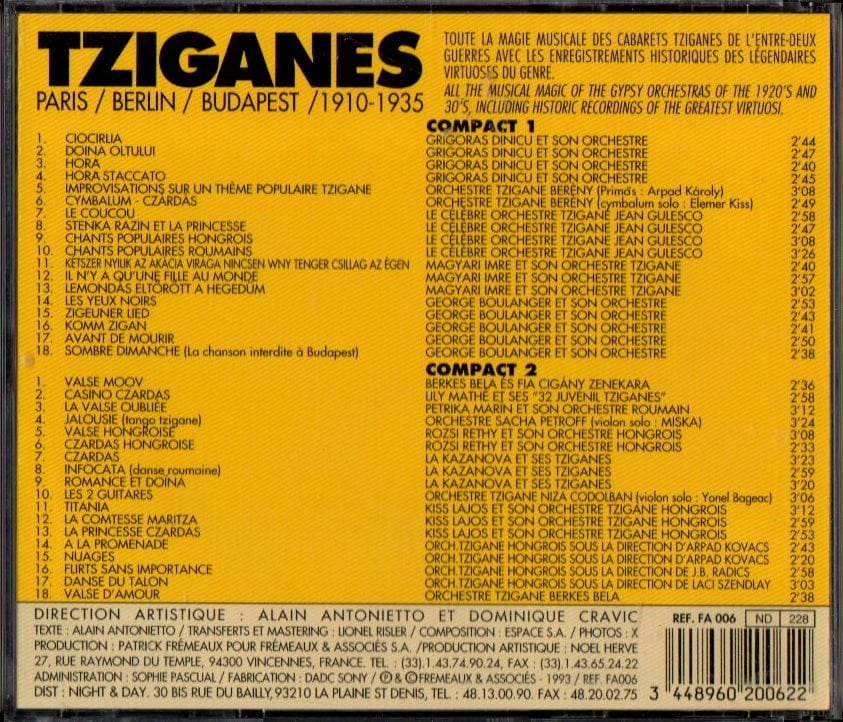 TZIGANES
PARIS / BERLIN / BUDAPEST /1910-1935
TOUTE LA MAGIE MUSICALE DES CABARETS TZIGANES DE L'ENTRE-DEUX
GUERRES AVEC LES ENREGISTREMENTS HISTORIQUES DES LÉGENDAIRES
VIRTUOSES DU GENRE.
ALL THE MUSICAL MAGIC OF THE GYPSY ORCHESTRAS OF THE 1920'S AND
30'S, INCLUDING HISTORIC RECORDINGS OF THE GREATEST VIRTUOSI.
COMPACT 1
1. CIOCIRLIA GRIGORAS DINICU ET SON ORCHESTRE 2'44
2. DOINA OLTULUI GRIGORAS DINICU ET SON ORCHESTRE 2'47
3. HORA GRIGORAS DINICU ET SON ORCHESTRE 2'40
4. HORA STACCATO GRIGORAS DINICU ET SON ORCHESTRE 2'45
5. IMPROVISATIONS SUR UN THÈME POPULAIRE TZIGANE ORCHESTRE TZIGANE BERÉNY (Primás : Arpad Károly) 3'08
6. CYMBALUM - CZARDAS ORCHESTRE TZIGANE BERÉNY (cymbalum solo : Elemer Kiss) 2'49
7. LE COUCOU LE CÉLÈBRE ORCHESTRE TZIGANE JEAN GULESCO 2'58
8. STENKA RAZIN ET LA PRINCESSE LE CÉLÈBRE ORCHESTRE TZIGANE JEAN GULESCO 2'47
9. CHANTS POPULAIRES HONGROIS LE CÉLÈBRE ORCHESTRE TZIGANE JEAN GULESCO 3'08
10. CHANTS POPULAIRES ROUMAINS LE CÉLÈBRE ORCHESTRE TZIGANE JEAN GULESCO 3'26
11. KÉTSZER NYILIK AZ AKACIA VIRAGA NINCSEN WNY TENGER CSILLAG AZ ÉGEN MAGYARI IMRE ET SON ORCHESTRE TZIGANE 2'40
12. IL N'Y A QU'UNE FILLE AU MONDE MAGYARI IMRE ET SON ORCHESTRE TZIGANE 2'57
13. LEMONDAS ELTÖRÖTT A HEGEDÜM MAGYARI IMRE ET SON ORCHESTRE TZIGANE 3'02
14. LES YEUX NOIRS GEORGE BOULANGER ET SON ORCHESTRE 2'53
15. ZIGEUNER LIED GEORGE BOULANGER ET SON ORCHESTRE 2'43
16. KOMM ZIGAN GEORGE BOULANGER ET SON ORCHESTRE 2'41
17. AVANT DE MOURIR GEORGE BOULANGER ET SON ORCHESTRE 2'50
18. SOMBRE DIMANCHE (La chanson interdite à Budapest) GEORGE BOULANGER ET SON ORCHESTRE 2'38
COMPACT 2
1. VALSE MOOV BERKES BELA ÉS FIA CIGÁNY ZENEKARA 2'36
2. CASINO CZARDAS LILY MATHÉ ET SES "32 JUVENIL TZIGANES" 2'58
3. LA VALSE OUBLIÉE PETRIKA MARIN ET SON ORCHESTRE ROUMAIN 3'12
4. JALOUSIE (tango tzigane) ORCHESTRE SACHA PETROFF (violon solo : MISKA) 3'24
5. VALSE HONGROISE ROZSI RETHY ET SON ORCHESTRE HONGROIS 3'08
6. CZARDAS HONGROISE ROZSI RETHY ET SON ORCHESTRE HONGROIS 2'33
7. CZARDAS LA KAZANOVA ET SES TZIGANES 3'23
8. INFOCATA (danse roumaine) LA KAZANOVA ET SES TZIGANES 2'59
9. ROMANCE ET DOINA LA KAZANOVA ET SES TZIGANES 3'20
10. LES 2 GUITARES ORCHESTRE TZIGANE NIZA CODOLBAN (violon solo : Yonel Bageac) 3'06
11. TITANIA KISS LAJOS ET SON ORCHESTRE TZIGANE HONGROIS 3'12
12. LA COMTESSE MARITZA KISS LAJOS ET SON ORCHESTRE TZIGANE HONGROIS 2'59
13. LA PRINCESSE CZARDAS KISS LAJOS ET SON ORCHESTRE TZIGANE HONGROIS 2'53
14. A LA PROMENADE ORCH.TZIGANE HONGROIS SOUS LA DIRECTION D'ARPAD KOVACS 2'43
15. NUAGES ORCH.TZIGANE HONGROIS SOUS LA DIRECTION D'ARPAD KOVACS 2'20
16. FLIRTS SANS IMPORTANCE ORCH.TZIGANE HONGROIS SOUS LA DIRECTION DE J.B. RADICS 2'58
17. DANSE DU TALON ORCH.TZIGANE HONGROIS SOUS LA DIRECTION DE LACI SZENDLAY 3'03
18. VALSE D'AMOUR ORCHESTRE TZIGANE BERKES BELA 2'38
DIRECTION ARTISTIQUE : ALAIN ANTONIETTO ET DOMINIQUE CRAVIC
TEXTE : ALAIN ANTONIETTO / TRANSFERTS ET MASTERING : LIONEL RISLER / COMPOSITION : ESPACE S.A. / PHOTOS : X
PRODUCTION : PATRICK FRÉMEAUX POUR FRÉMEAUX & ASSOCIÉS S.A. /PRODUCTION ARTISTIQUE : NOEL HERVE
27, RUE RAYMOND DU TEMPLE, 94300 VINCENNES, FRANCE. TEL. : (33).1.43.74.90.24, FAX : (33).1.43.65.24.22
ADMINISTRATION : SOPHIE PASCUAL / FABRICATION : DADC SONY / Ⓟ & © FREMEAUX & ASSOCIÉS - 1993 / REF. FA006
DIST : NIGHT & DAY. 30 BIS RUE DU BAILLY, 93210 LA PLAINE ST DENIS, TEL. : 48.13.00.90. FAX : 48.20.02.75
REF. FA 006 ND 228
3 448960 200622